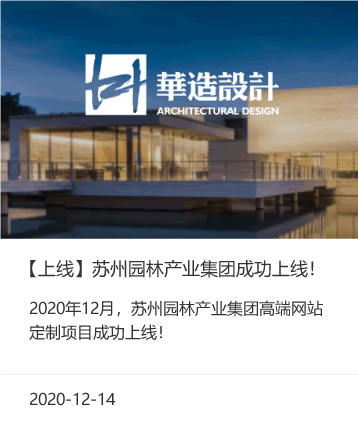 華造設計
ARCHITECTURAL DESIGN
【上线】苏州园林产业集团成功上线！
2020年12月，苏州园林产业集团高端网站
定制项目成功上线！
2020-12-14